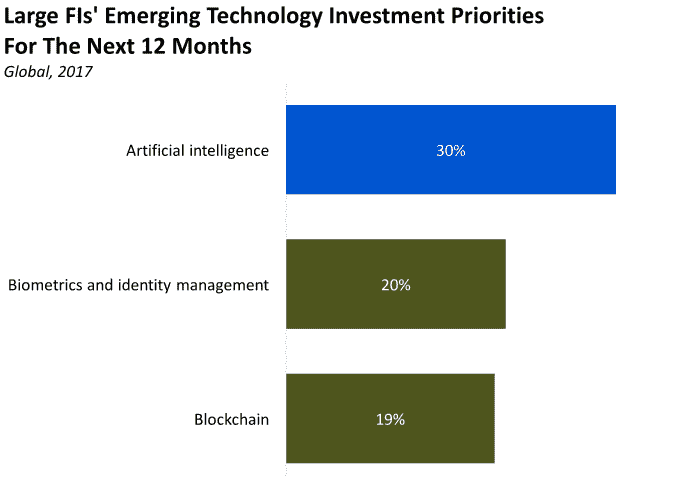 Large FIs' Emerging Technology Investment Priorities
For The Next 12 Months
Global, 2017
Artificial intelligence
30%
Biometrics and identity management
20%
Blockchain
19%